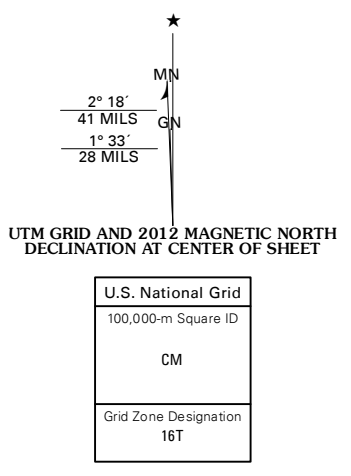 MN
2° 18´
41 MILS
GN
1° 33´
28 MILS
UTM GRID AND 2012 MAGNETIC NORTH
DECLINATION AT CENTER OF SHEET
U.S. National Grid
100,000-m Square ID
CM
Grid Zone Designation
16T